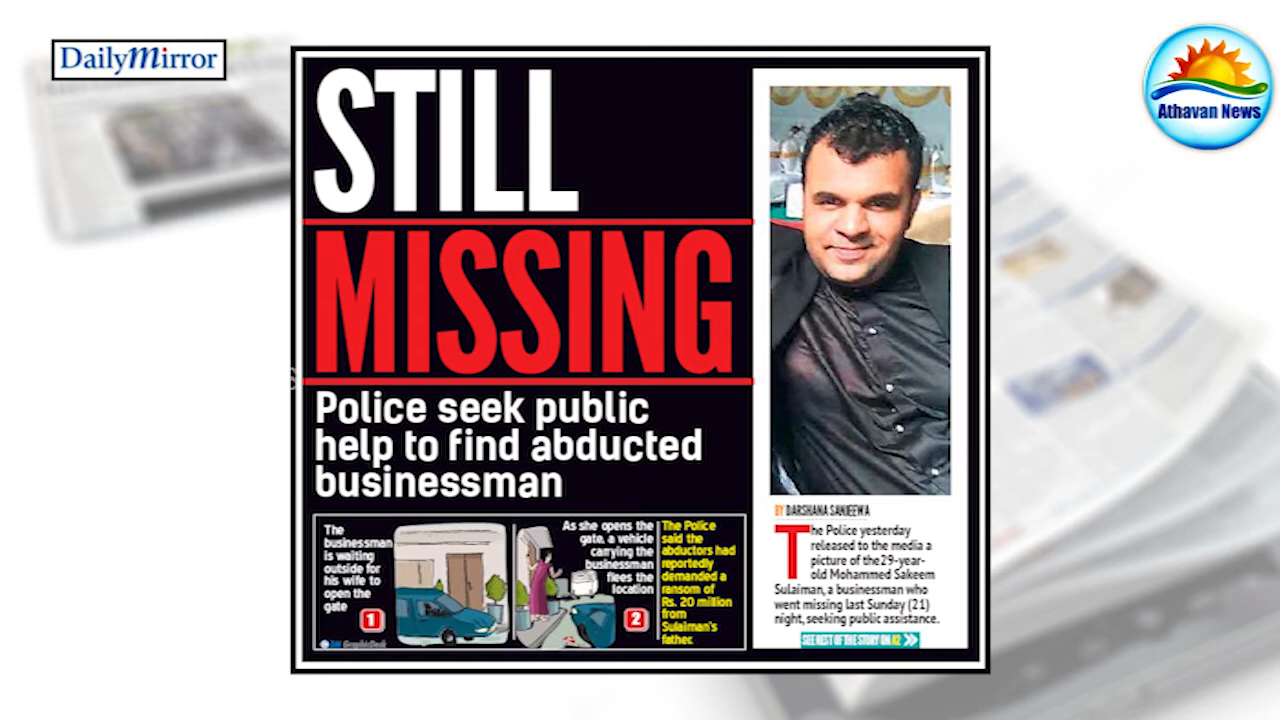 DailyMirror
Athavan News
STILL
MISSING
Police seek public
help to find abducted
businessman
The
businessman
is waiting
outside for
his wife to
open the
gate
1
As she opens the
gate, a vehicle
carrying the
businessman
flees the
location
2
The Police
said the
abductors had
reportedly
demanded a
ransom of
Rs. 20 million
from
Sulaiman's
father.
DM GraphicDesk
BY DARSHANA SANJEEWA
The Police yesterday
released to the media a
picture of the29-year-
old Mohammed Sakeem
Sulaiman, a businessman who
went missing last Sunday (21)
night, seeking public assistance.
SEE REST OF THE STORY ON A2